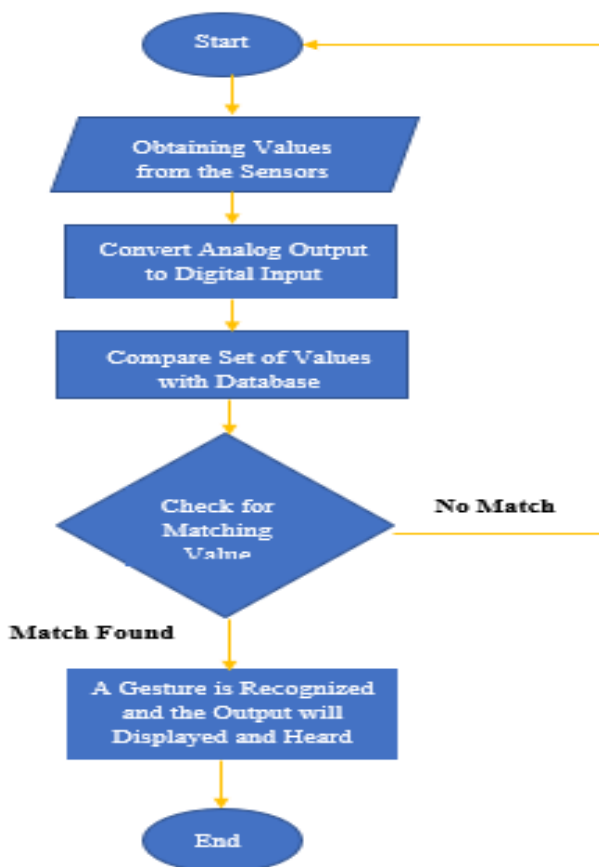 Start
Obtaining Values
from the Sensors
Convert Analog Output
to Digital Input
Compare Set of Values
with Database
Check for
Matching
Value
No Match
Match Found
A Gesture is Recognized
and the Output will
Displayed and Heard
End